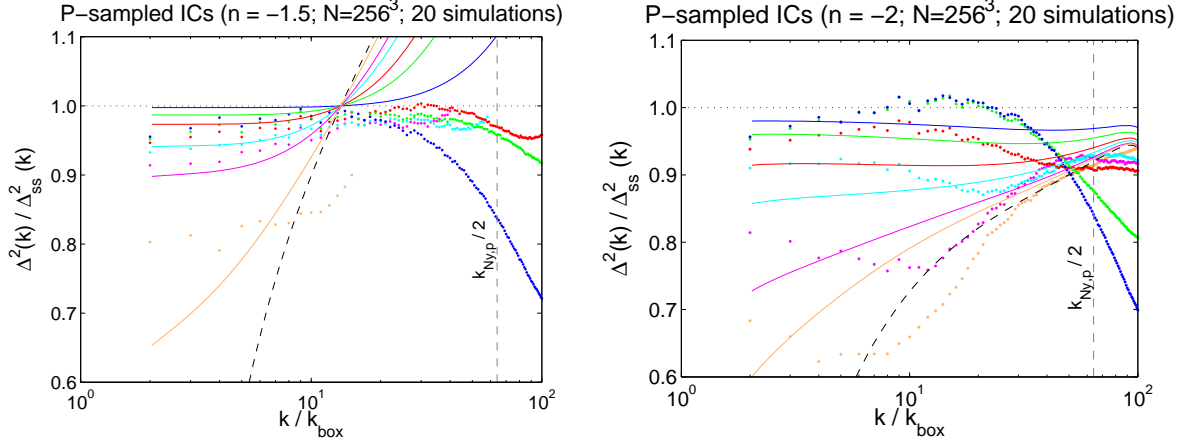 P−sampled ICs (n = −1.5; N=256³; 20 simulations)
1.1
1.0
0.9
0.8
0.7
0.6
Δ²(k) / Δ²ss (k)
k_Ny,p / 2
10⁰
10¹
10²
k / k_box
P−sampled ICs (n = −2; N=256³; 20 simulations)
1.1
1.0
0.9
0.8
0.7
0.6
Δ²(k) / Δ²ss (k)
k_Ny,p / 2
10⁰
10¹
10²
k / k_box